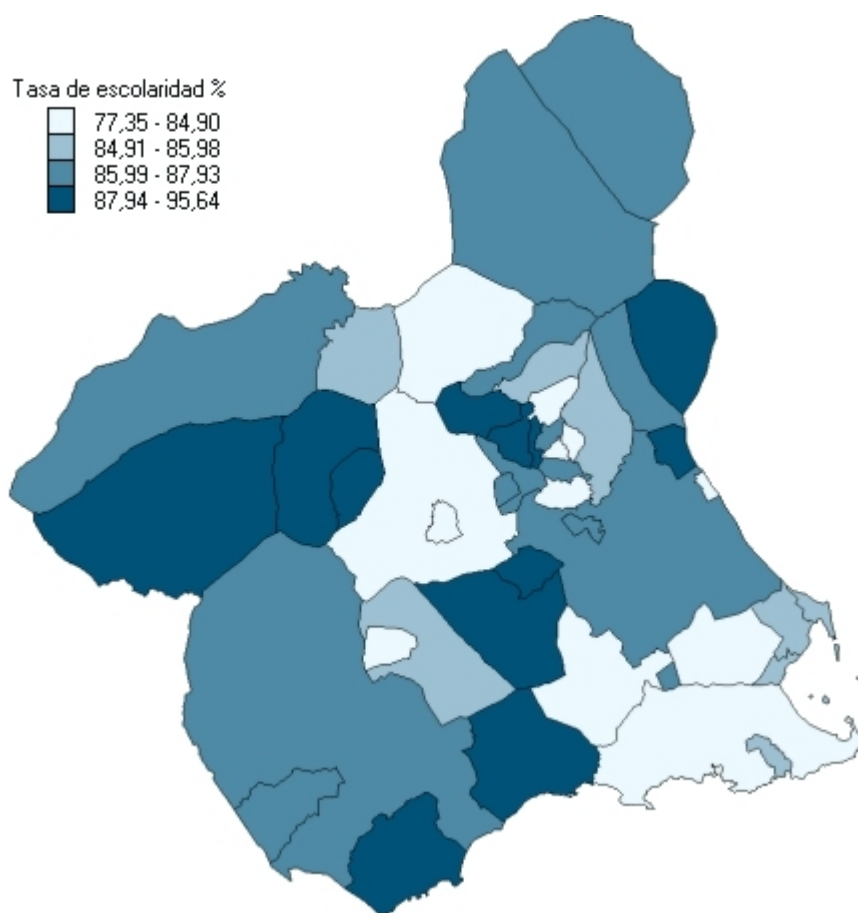 Tasa de escolaridad %
77,35 - 84,90
84,91 - 85,98
85,99 - 87,93
87,94 - 95,64